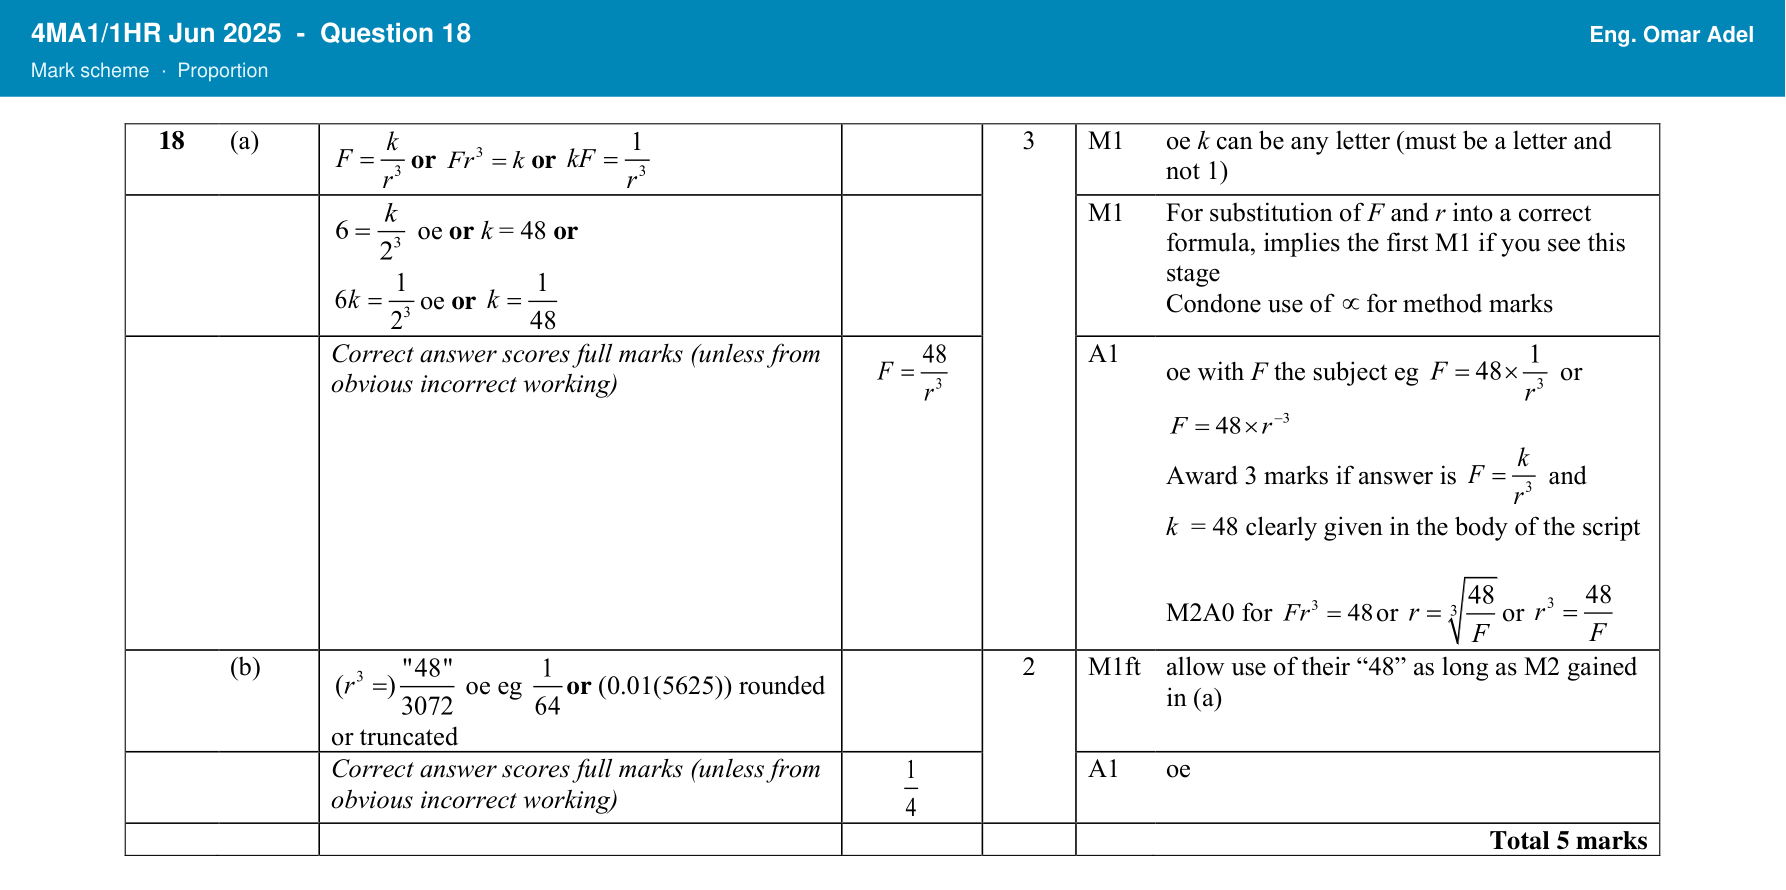 4MA1/1HR Jun 2025 - Question 18
Eng. Omar Adel
Mark scheme · Proportion
18 (a) F = k/r³ or Fr³ = k or kF = 1/r³ 3 M1 oe k can be any letter (must be a letter and
not 1)
6 = k/2³ oe or k = 48 or
6k = 1/2³ oe or k = 1/48
M1 For substitution of F and r into a correct
formula, implies the first M1 if you see this
stage
Condone use of ∝ for method marks
Correct answer scores full marks (unless from
obvious incorrect working)
F = 48/r³
A1 oe with F the subject eg F = 48 × 1/r³ or
F = 48 × r⁻³
Award 3 marks if answer is F = k/r³ and
k = 48 clearly given in the body of the script
M2A0 for Fr³ = 48 or r = ∛(48/F) or r³ = 48/F
(b) (r³ =) "48"/3072 oe eg 1/64 or (0.01(5625)) rounded
or truncated
2 M1ft allow use of their “48” as long as M2 gained
in (a)
Correct answer scores full marks (unless from
obvious incorrect working)
1/4
A1 oe
Total 5 marks